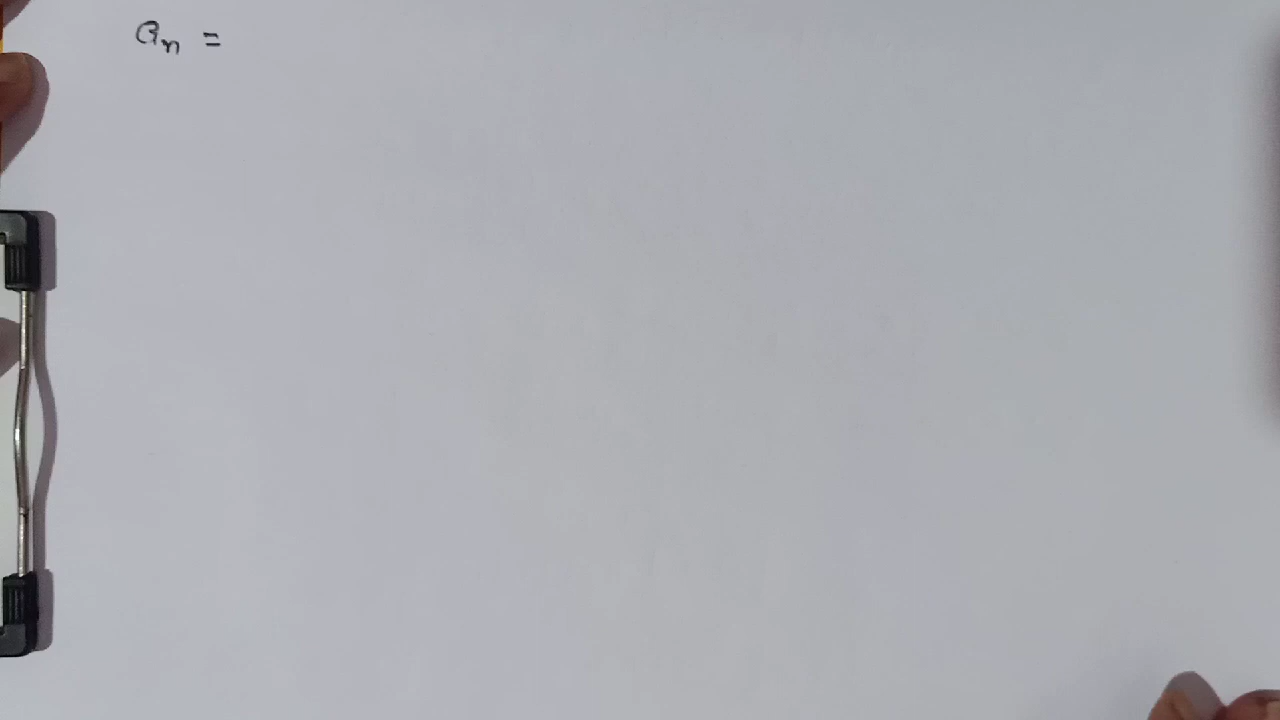 aₙ =